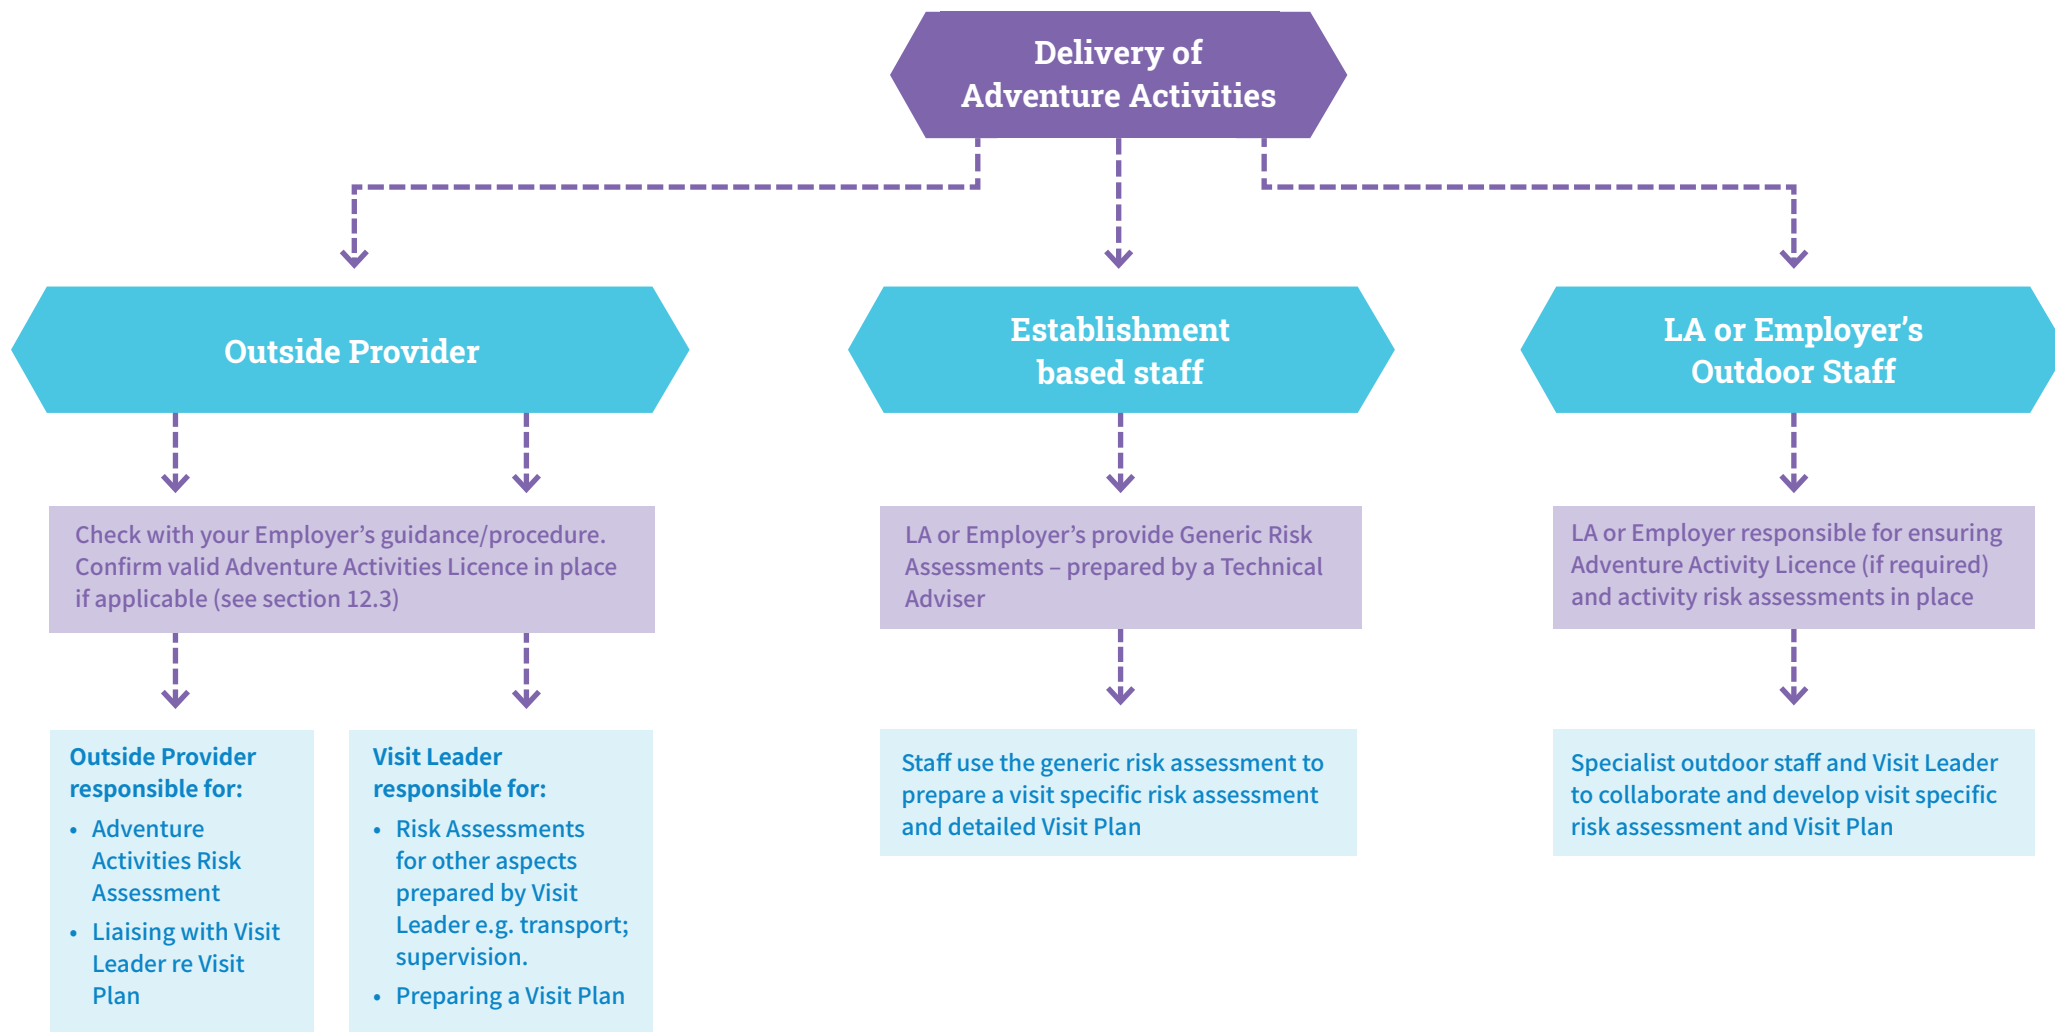 Delivery of
Adventure Activities
Outside Provider
Establishment
based staff
LA or Employer’s
Outdoor Staff
Check with your Employer’s guidance/procedure.
Confirm valid Adventure Activities Licence in place
if applicable (see section 12.3)
LA or Employer’s provide Generic Risk
Assessments – prepared by a Technical
Adviser
LA or Employer responsible for ensuring
Adventure Activity Licence (if required)
and activity risk assessments in place
Outside Provider
responsible for:
• Adventure
Activities Risk
Assessment
• Liaising with Visit
Leader re Visit
Plan
Visit Leader
responsible for:
• Risk Assessments
for other aspects
prepared by Visit
Leader e.g. transport;
supervision.
• Preparing a Visit Plan
Staff use the generic risk assessment to
prepare a visit specific risk assessment
and detailed Visit Plan
Specialist outdoor staff and Visit Leader
to collaborate and develop visit specific
risk assessment and Visit Plan